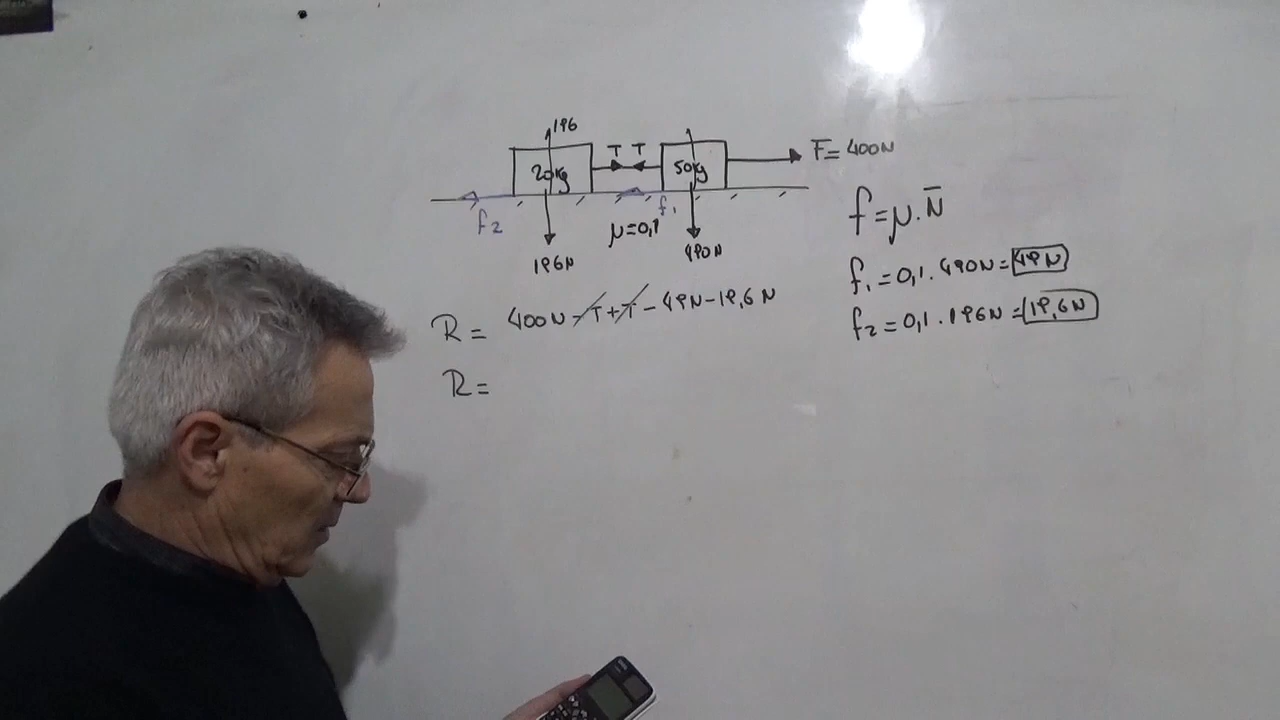 196
20kg T T 50kg F = 400N
f = μ.N̄
f₂ μ=0,1 f₁
196N 490N
f₁ = 0,1 . 490N = 49N
R = 400N - T + T - 49N - 19,6N
f₂ = 0,1 . 196N = 19,6N
R =